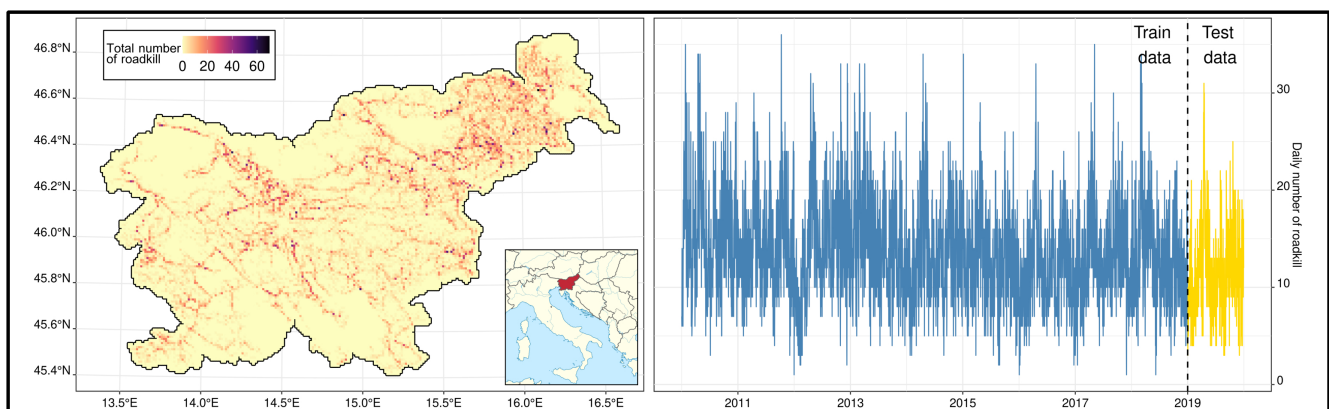 46.8°N
46.6°N
46.4°N
46.2°N
46.0°N
45.8°N
45.6°N
45.4°N
Total number
of roadkill
0 20 40 60
13.5°E 14.0°E 14.5°E 15.0°E 15.5°E 16.0°E 16.5°E
Train
data
Test
data
30
20
10
0
Daily number of roadkill
2011 2013 2015 2017 2019